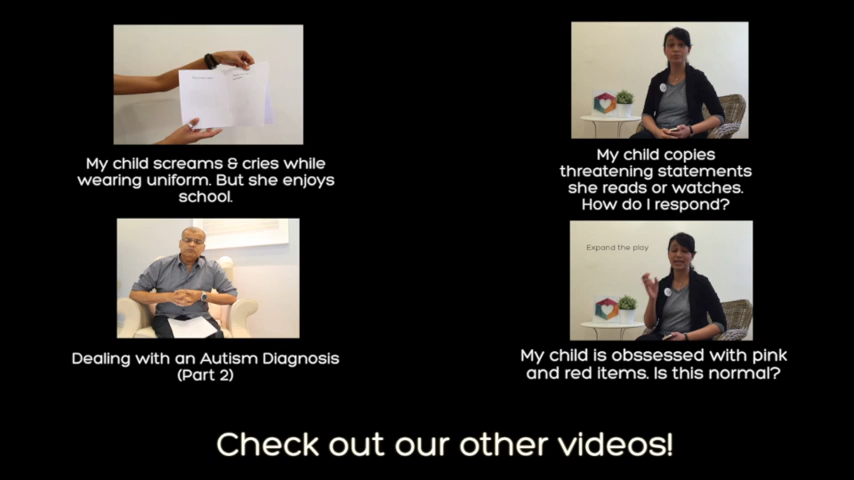 My child screams & cries while
wearing uniform. But she enjoys
school.
My child copies
threatening statements
she reads or watches.
How do I respond?
Dealing with an Autism Diagnosis
(Part 2)
Expand the play
My child is obssessed with pink
and red items. Is this normal?
Check out our other videos!